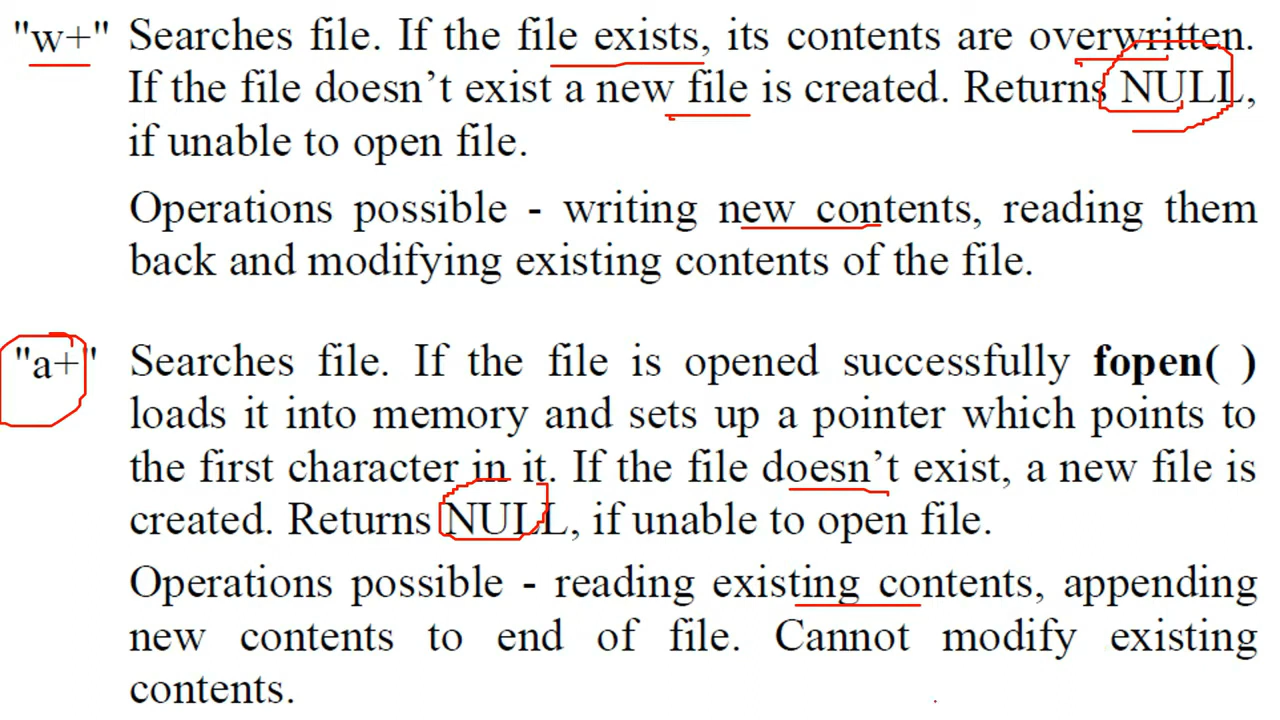 "w+" Searches file. If the file exists, its contents are overwritten.
If the file doesn’t exist a new file is created. Returns NULL,
if unable to open file.
Operations possible - writing new contents, reading them
back and modifying existing contents of the file.
"a+" Searches file. If the file is opened successfully fopen( )
loads it into memory and sets up a pointer which points to
the first character in it. If the file doesn’t exist, a new file is
created. Returns NULL, if unable to open file.
Operations possible - reading existing contents, appending
new contents to end of file. Cannot modify existing
contents.